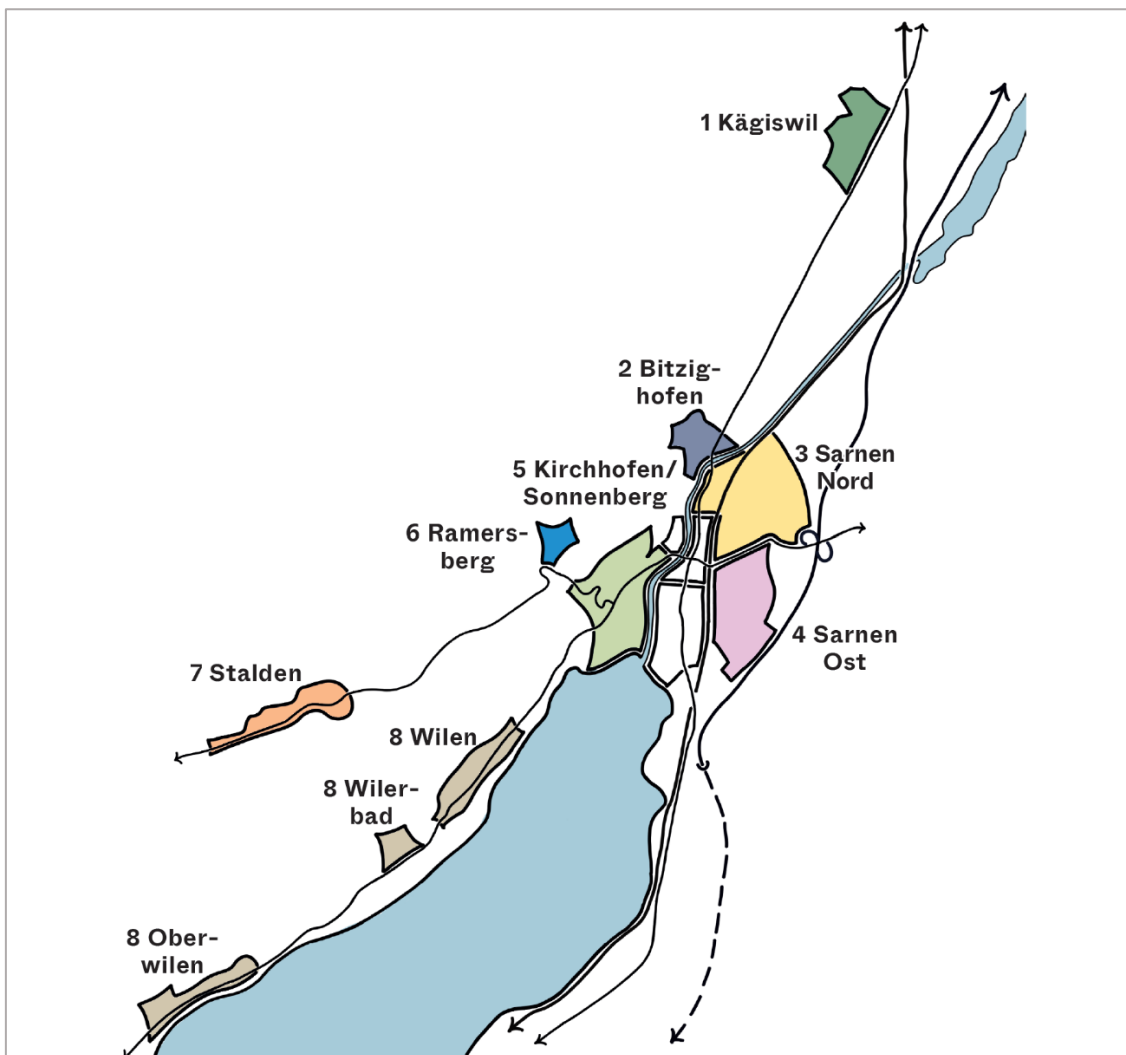 1 Kägiswil
2 Bitzig-
hofen
3 Sarnen
Nord
5 Kirchhofen/
Sonnenberg
6 Ramers-
berg
4 Sarnen
Ost
7 Stalden
8 Wilen
8 Wiler-
bad
8 Ober-
wilen